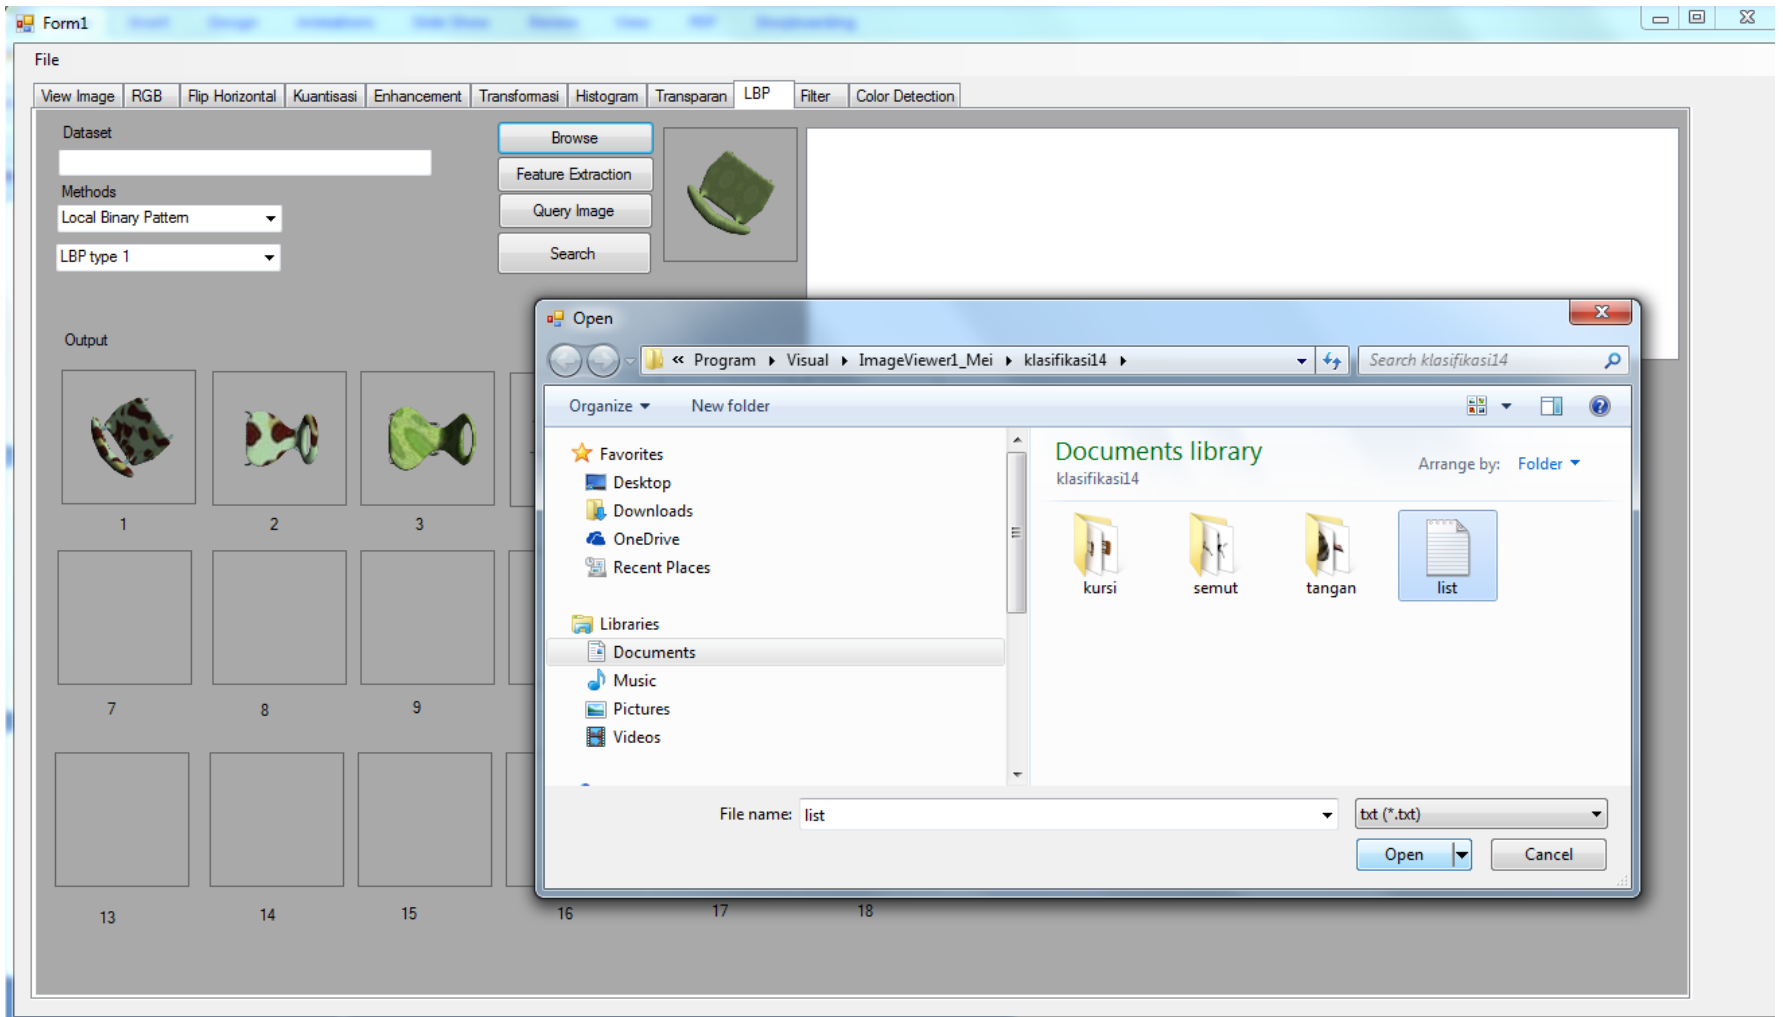 Form1
File
View Image RGB Flip Horizontal Kuantisasi Enhancement Transformasi Histogram Transparan LBP Filter Color Detection
Dataset
Browse
Feature Extraction
Methods
Local Binary Pattern
Query Image
LBP type 1
Search
Output
1 2 3
7 8 9
13 14 15 16 17 18
Open
« Program Visual ImageViewer1_Mei klasifikasi14
Search klasifikasi14
Organize New folder
Favorites
Desktop
Downloads
OneDrive
Recent Places
Libraries
Documents
Music
Pictures
Videos
Documents library
klasifikasi14
Arrange by: Folder
kursi semut tangan list
File name: list
txt (*.txt)
Open Cancel